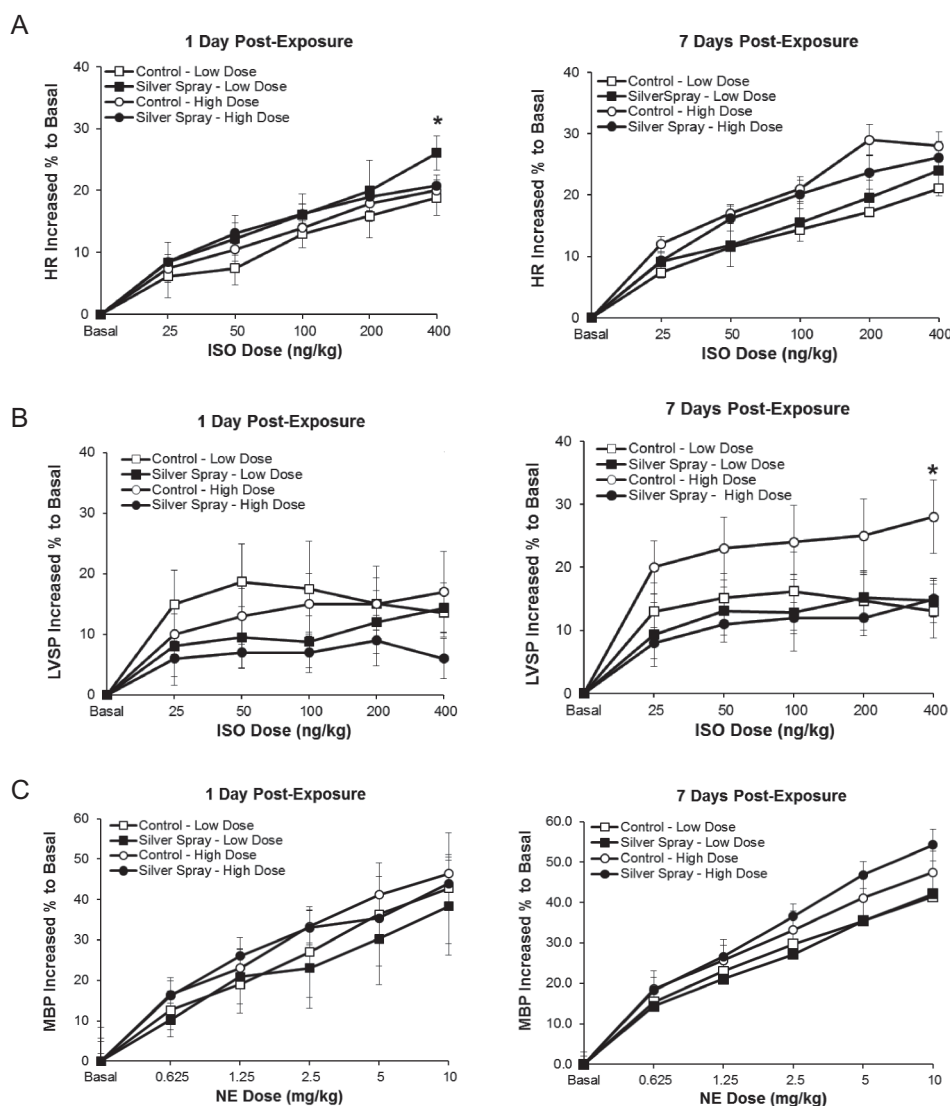 A
1 Day Post-Exposure
HR Increased % to Basal
40
30
20
10
0
Control - Low Dose
Silver Spray - Low Dose
Control - High Dose
Silver Spray - High Dose
*
Basal 25 50 100 200 400
ISO Dose (ng/kg)
7 Days Post-Exposure
HR Increased % to Basal
40
30
20
10
0
Control - Low Dose
SilverSpray - Low Dose
Control - High Dose
Silver Spray - High Dose
Basal 25 50 100 200 400
ISO Dose (ng/kg)
B
1 Day Post-Exposure
LVSP Increased % to Basal
40
30
20
10
0
Control - Low Dose
Silver Spray - Low Dose
Control - High Dose
Silver Spray - High Dose
Basal 25 50 100 200 400
ISO Dose (ng/kg)
7 Days Post-Exposure
LVSP Increased % to Basal
40
30
20
10
0
Control - Low Dose
Silver Spray - Low Dose
Control - High Dose
Silver Spray - High Dose
*
Basal 25 50 100 200 400
ISO Dose (ng/kg)
C
1 Day Post-Exposure
MBP Increased % to Basal
60
50
40
30
20
10
0
Control - Low Dose
Silver Spray - Low Dose
Control - High Dose
Silver Spray - High Dose
Basal 0.625 1.25 2.5 5 10
NE Dose (mg/kg)
7 Days Post-Exposure
MBP Increased % to Basal
60.0
50.0
40.0
30.0
20.0
10.0
0.0
Control - Low Dose
Silver Spray - Low Dose
Control - High Dose
Silver Spray - High Dose
Basal 0.625 1.25 2.5 5 10
NE Dose (mg/kg)